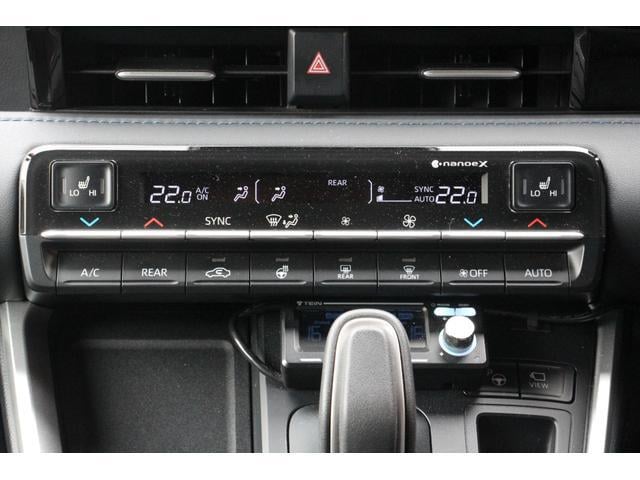 nanoeX
LO HI
22.0 A/C ON
REAR
SYNC AUTO 22.0
LO HI
SYNC
A/C
REAR
REAR
FRONT
OFF
AUTO
TEIN
VIEW